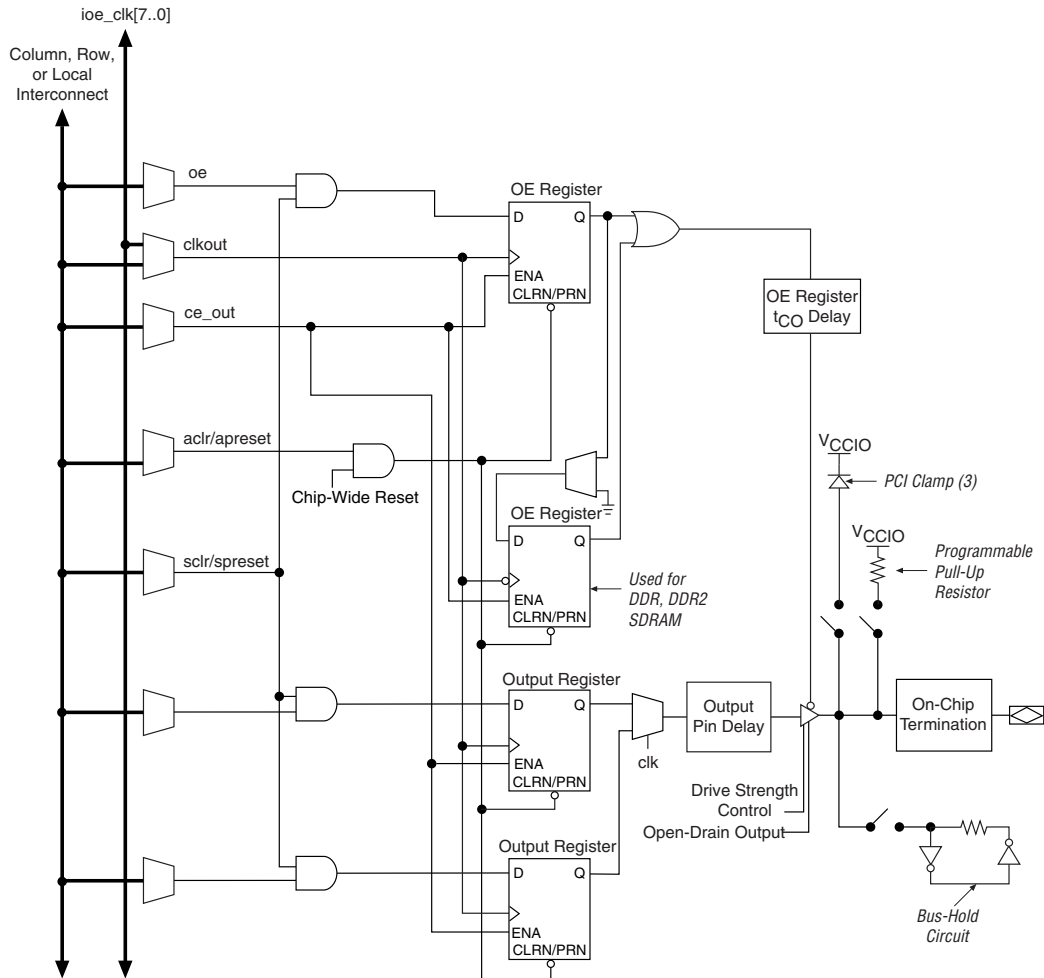 ioe_clk[7..0]
Column, Row,
or Local
Interconnect
oe
OE Register
D
Q
clkout
ENA
CLRN/PRN
ce_out
OE Register
tCO Delay
aclr/apreset
Chip-Wide Reset
VCCIO
PCI Clamp (3)
OE Register
D
Q
VCCIO
Programmable
Pull-Up
Resistor
sclr/spreset
Used for
DDR, DDR2
SDRAM
ENA
CLRN/PRN
Output Register
D
Q
Output
Pin Delay
On-Chip
Termination
ENA
clk
CLRN/PRN
Drive Strength
Control
Open-Drain Output
Output Register
D
Q
Bus-Hold
Circuit
ENA
CLRN/PRN